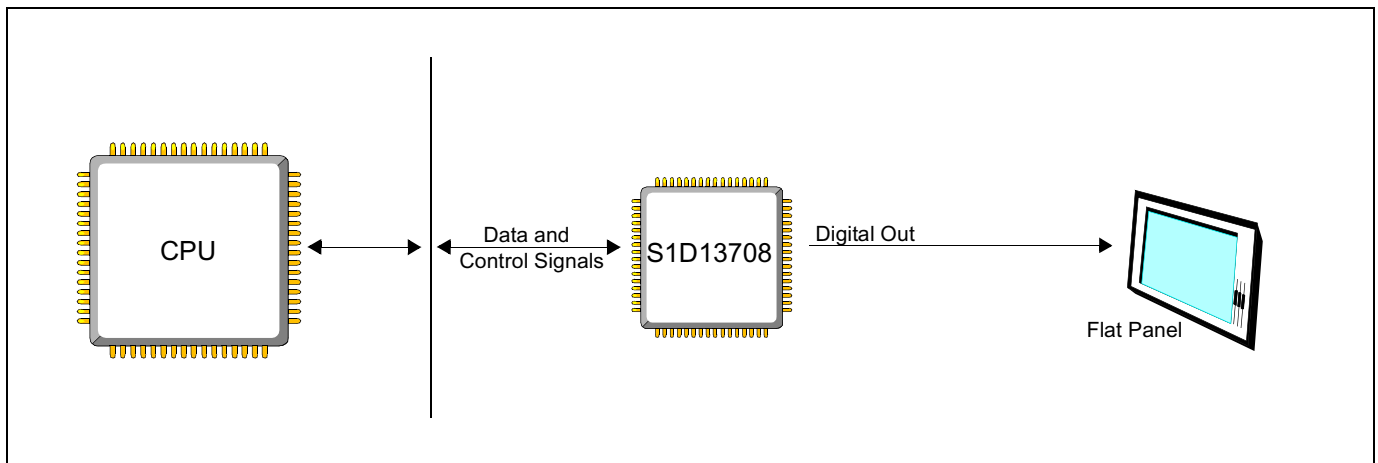 CPU
Data and
Control Signals
S1D13708
Digital Out
Flat Panel